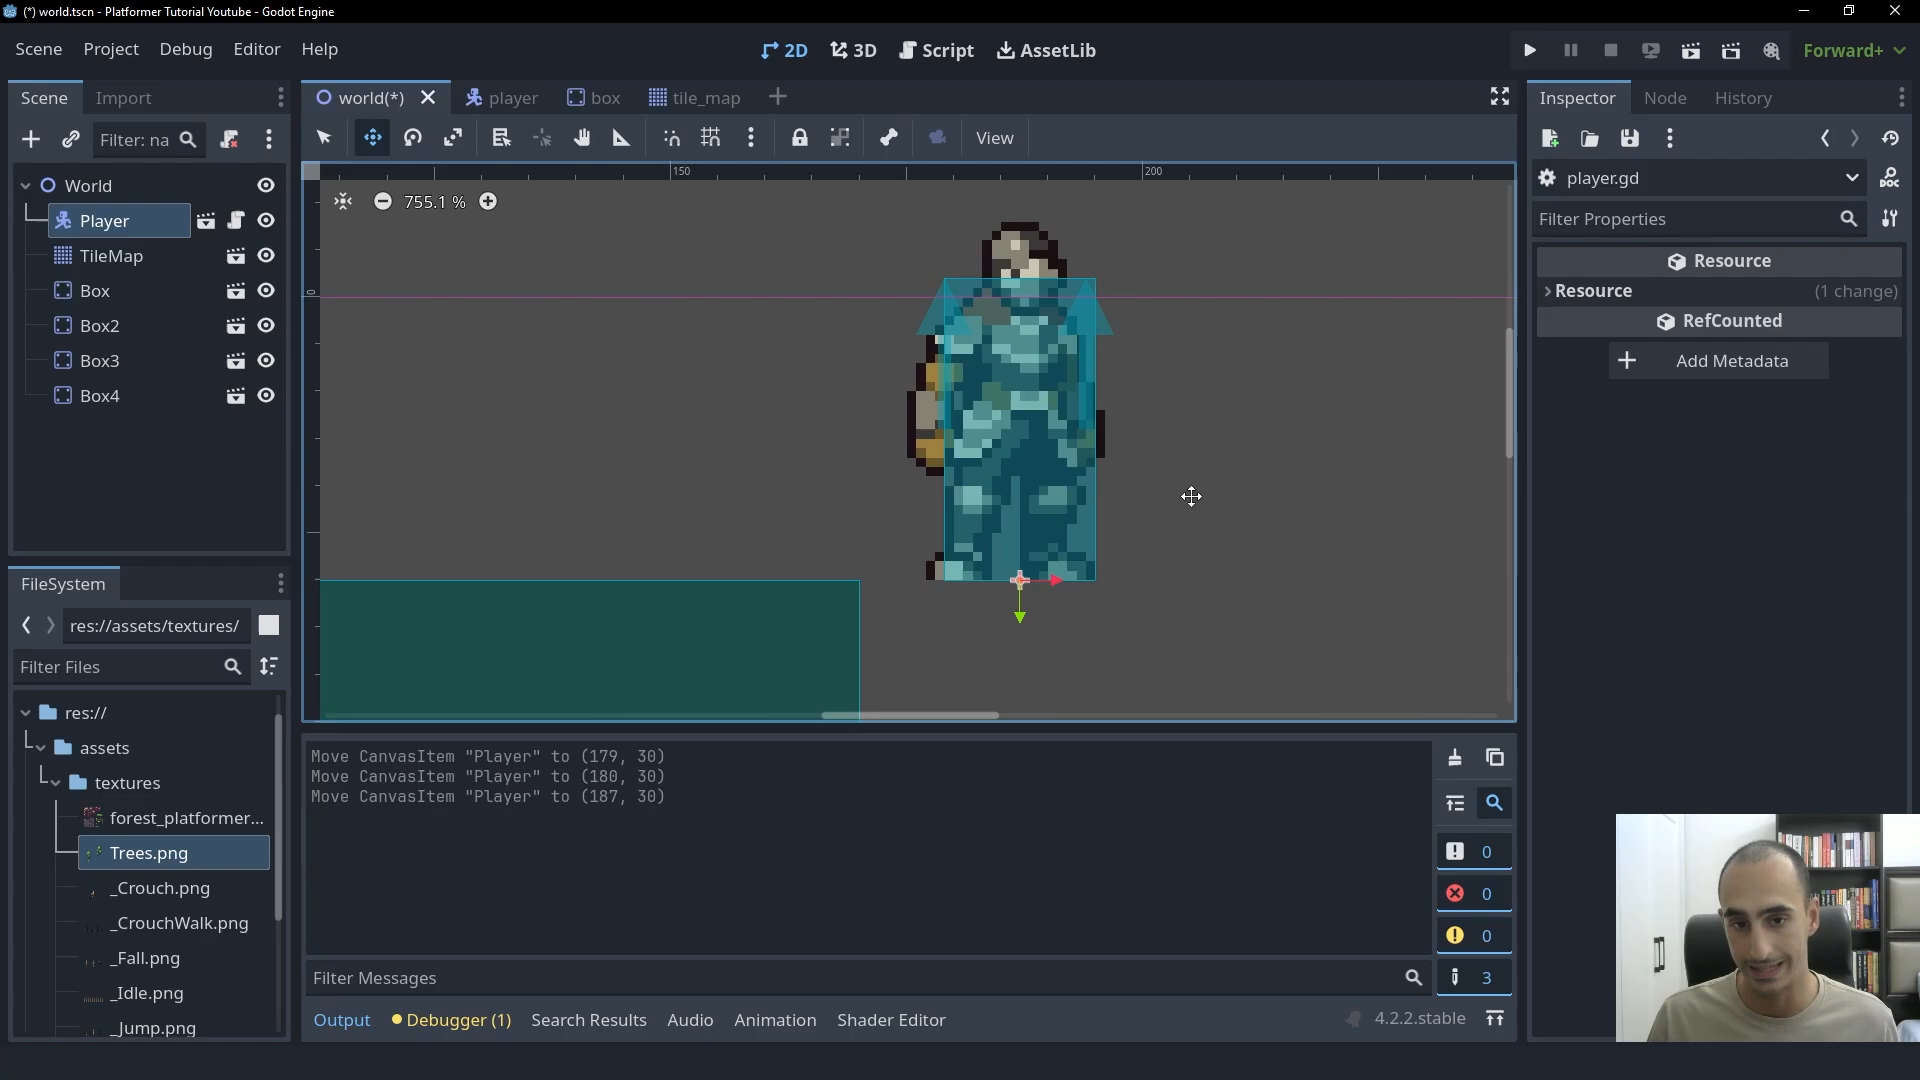 (*) world.tscn - Platformer Tutorial Youtube - Godot Engine
Scene Project Debug Editor Help
2D 3D Script AssetLib
Forward+
Scene Import
world(*) player box tile_map
Inspector Node History
Filter: na
View
World
Player
TileMap
Box
Box2
Box3
Box4
150 200
755.1 %
0
player.gd
Filter Properties
Resource
Resource (1 change)
RefCounted
Add Metadata
FileSystem
res://assets/textures/
Filter Files
res://
assets
textures
forest_platformer...
Trees.png
_Crouch.png
_CrouchWalk.png
_Fall.png
_Idle.png
_Jump.png
Move CanvasItem "Player" to (179, 30)
Move CanvasItem "Player" to (180, 30)
Move CanvasItem "Player" to (187, 30)
0
0
0
3
Filter Messages
Output Debugger (1) Search Results Audio Animation Shader Editor
4.2.2.stable